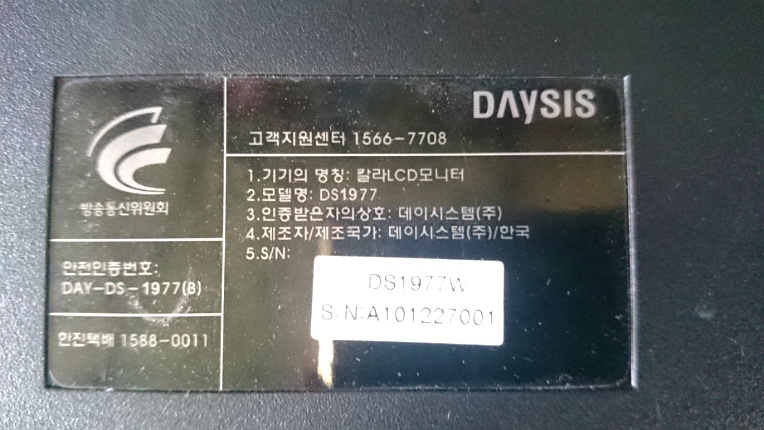 DAYSIS
고객지원센터 1566-7708
방송통신위원회
안전인증번호:
DAY-DS-1977(B)
한진택배 1588-0011
1.기기의 명칭: 칼라LCD모니터
2.모델명: DS1977
3.인증받은자의상호: 데이시스템(주)
4.제조자/제조국가: 데이시스템(주)/한국
5.S/N:
DS1977W
S/N:A101227001